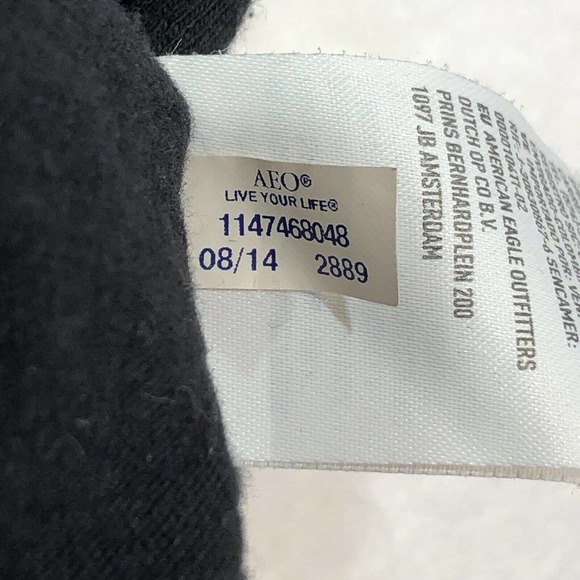 AEO®
LIVE YOUR LIFE®
1147468048
08/14 2889
EU AMERICAN EAGLE OUTFITTERS
DUTCH OP CO B.V.
PRINS BERNHARDPLEIN 200
1097 JB AMSTERDAM